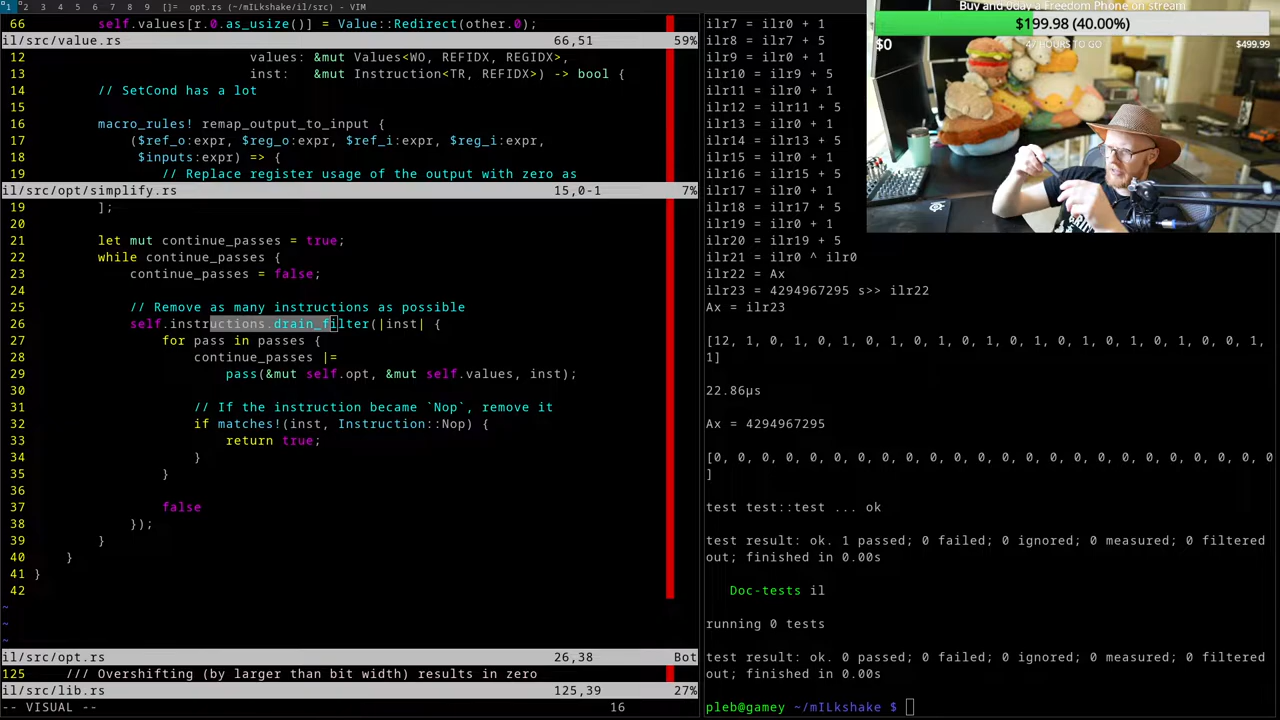 1 2 3 4 5 6 7 8 9 []= opt.rs (~/mILkshake/il/src) - VIM
66         self.values[r.0.as_usize()] = Value::Redirect(other.0);
il/src/value.rs 66,51 59%
12                            values: &mut Values<WO, REFIDX, REGIDX>,
13                            inst:   &mut Instruction<TR, REFIDX>) -> bool {
14         // SetCond has a lot
15
16         macro_rules! remap_output_to_input {
17             ($ref_o:expr, $reg_o:expr, $ref_i:expr, $reg_i:expr,
18              $inputs:expr) => {
19                 // Replace register usage of the output with zero as
il/src/opt/simplify.rs 15,0-1 7%
19         ];
20
21         let mut continue_passes = true;
22         while continue_passes {
23             continue_passes = false;
24
25             // Remove as many instructions as possible
26             self.instructions.drain_filter(|inst| {
27                 for pass in passes {
28                     continue_passes |=
29                         pass(&mut self.opt, &mut self.values, inst);
30
31                     // If the instruction became `Nop`, remove it
32                     if matches!(inst, Instruction::Nop) {
33                         return true;
34                     }
35                 }
36
37                 false
38             });
39         }
40     }
41 }
42
~
~
~
il/src/opt.rs 26,38 Bot
125     /// Overshifting (by larger than bit width) results in zero
il/src/lib.rs 125,39 27%
-- VISUAL -- 16
ilr7 = ilr0 + 1
ilr8 = ilr7 + 5
ilr9 = ilr0 + 1
ilr10 = ilr9 + 5
ilr11 = ilr0 + 1
ilr12 = ilr11 + 5
ilr13 = ilr0 + 1
ilr14 = ilr13 + 5
ilr15 = ilr0 + 1
ilr16 = ilr15 + 5
ilr17 = ilr0 + 1
ilr18 = ilr17 + 5
ilr19 = ilr0 + 1
ilr20 = ilr19 + 5
ilr21 = ilr0 ^ ilr0
ilr22 = Ax
ilr23 = 4294967295 s>> ilr22
Ax = ilr23
[12, 1, 0, 1, 0, 1, 0, 1, 0, 1, 0, 1, 0, 1, 0, 1, 0, 1, 0, 1, 0, 0, 1,
1]
22.86µs
Ax = 4294967295
[0, 0, 0, 0, 0, 0, 0, 0, 0, 0, 0, 0, 0, 0, 0, 0, 0, 0, 0, 0, 0, 0, 0, 0
]
test test::test ... ok
test result: ok. 1 passed; 0 failed; 0 ignored; 0 measured; 0 filtered
out; finished in 0.00s
Doc-tests il
running 0 tests
test result: ok. 0 passed; 0 failed; 0 ignored; 0 measured; 0 filtered
out; finished in 0.00s
pleb@gamey ~/mILkshake $
Buy and 0day a Freedom Phone on stream
$199.98 (40.00%)
$0 47 HOURS TO GO $499.99